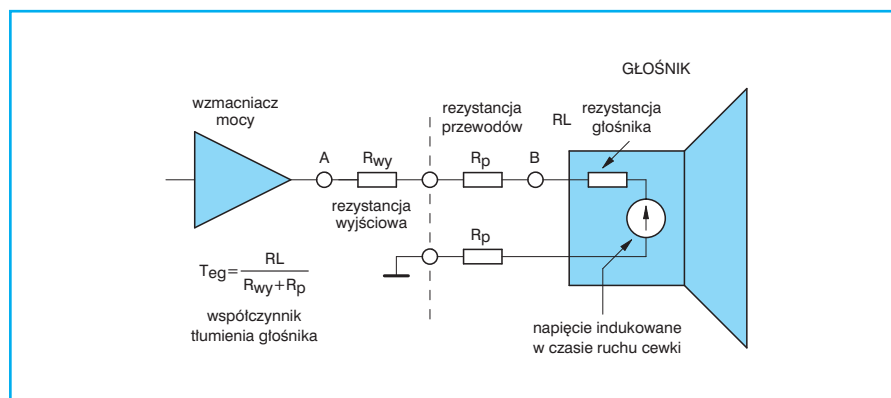 GŁOŚNIK
wzmacniacz
mocy
rezystancja
przewodów
RL
rezystancja
głośnika
A
Rwy
Rp
B
rezystancja
wyjściowa
Rp
Teg=RL/(Rwy+Rp)
współczynnik
tłumienia głośnika
napięcie indukowane
w czasie ruchu cewki